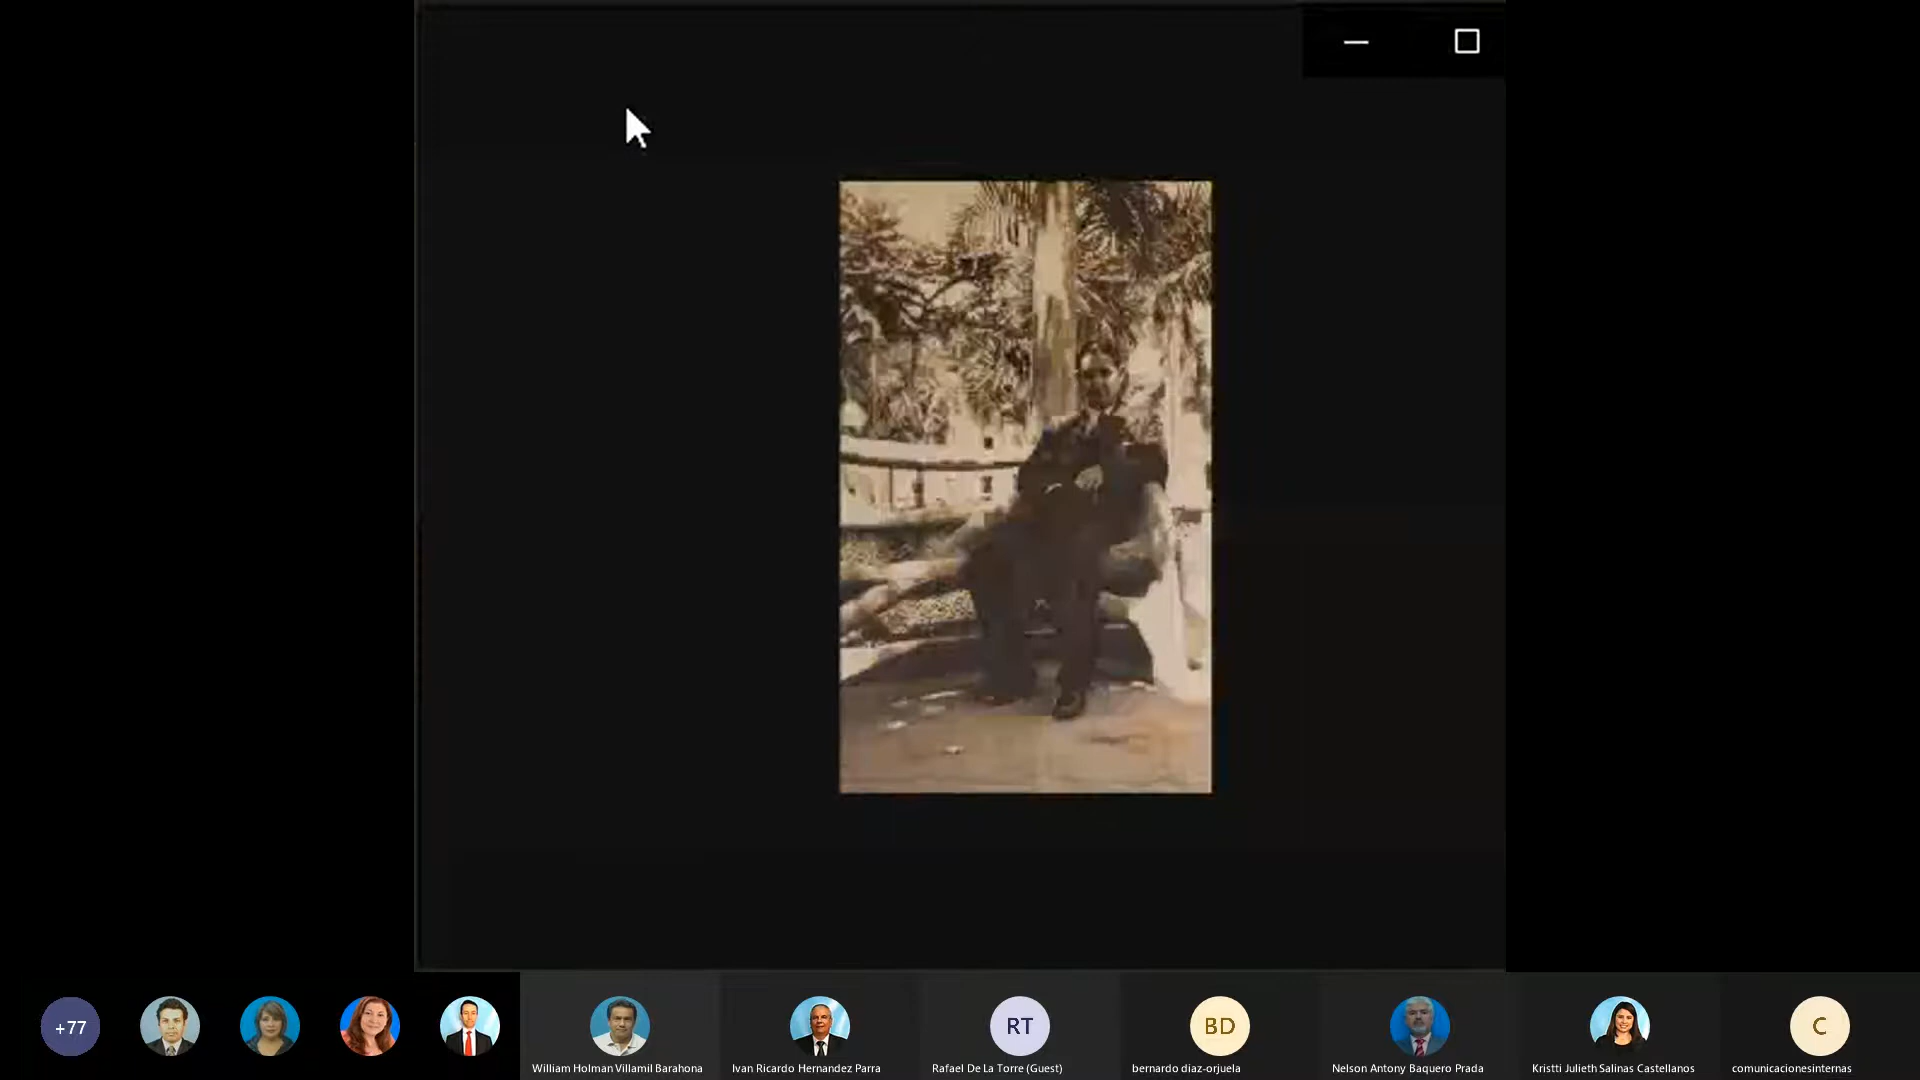 +77
RT
BD
C
William Holman Villamil Barahona
Ivan Ricardo Hernandez Parra
Rafael De La Torre (Guest)
bernardo diaz-orjuela
Nelson Antony Baquero Prada
Kristti Julieth Salinas Castellanos
comunicacionesinternas